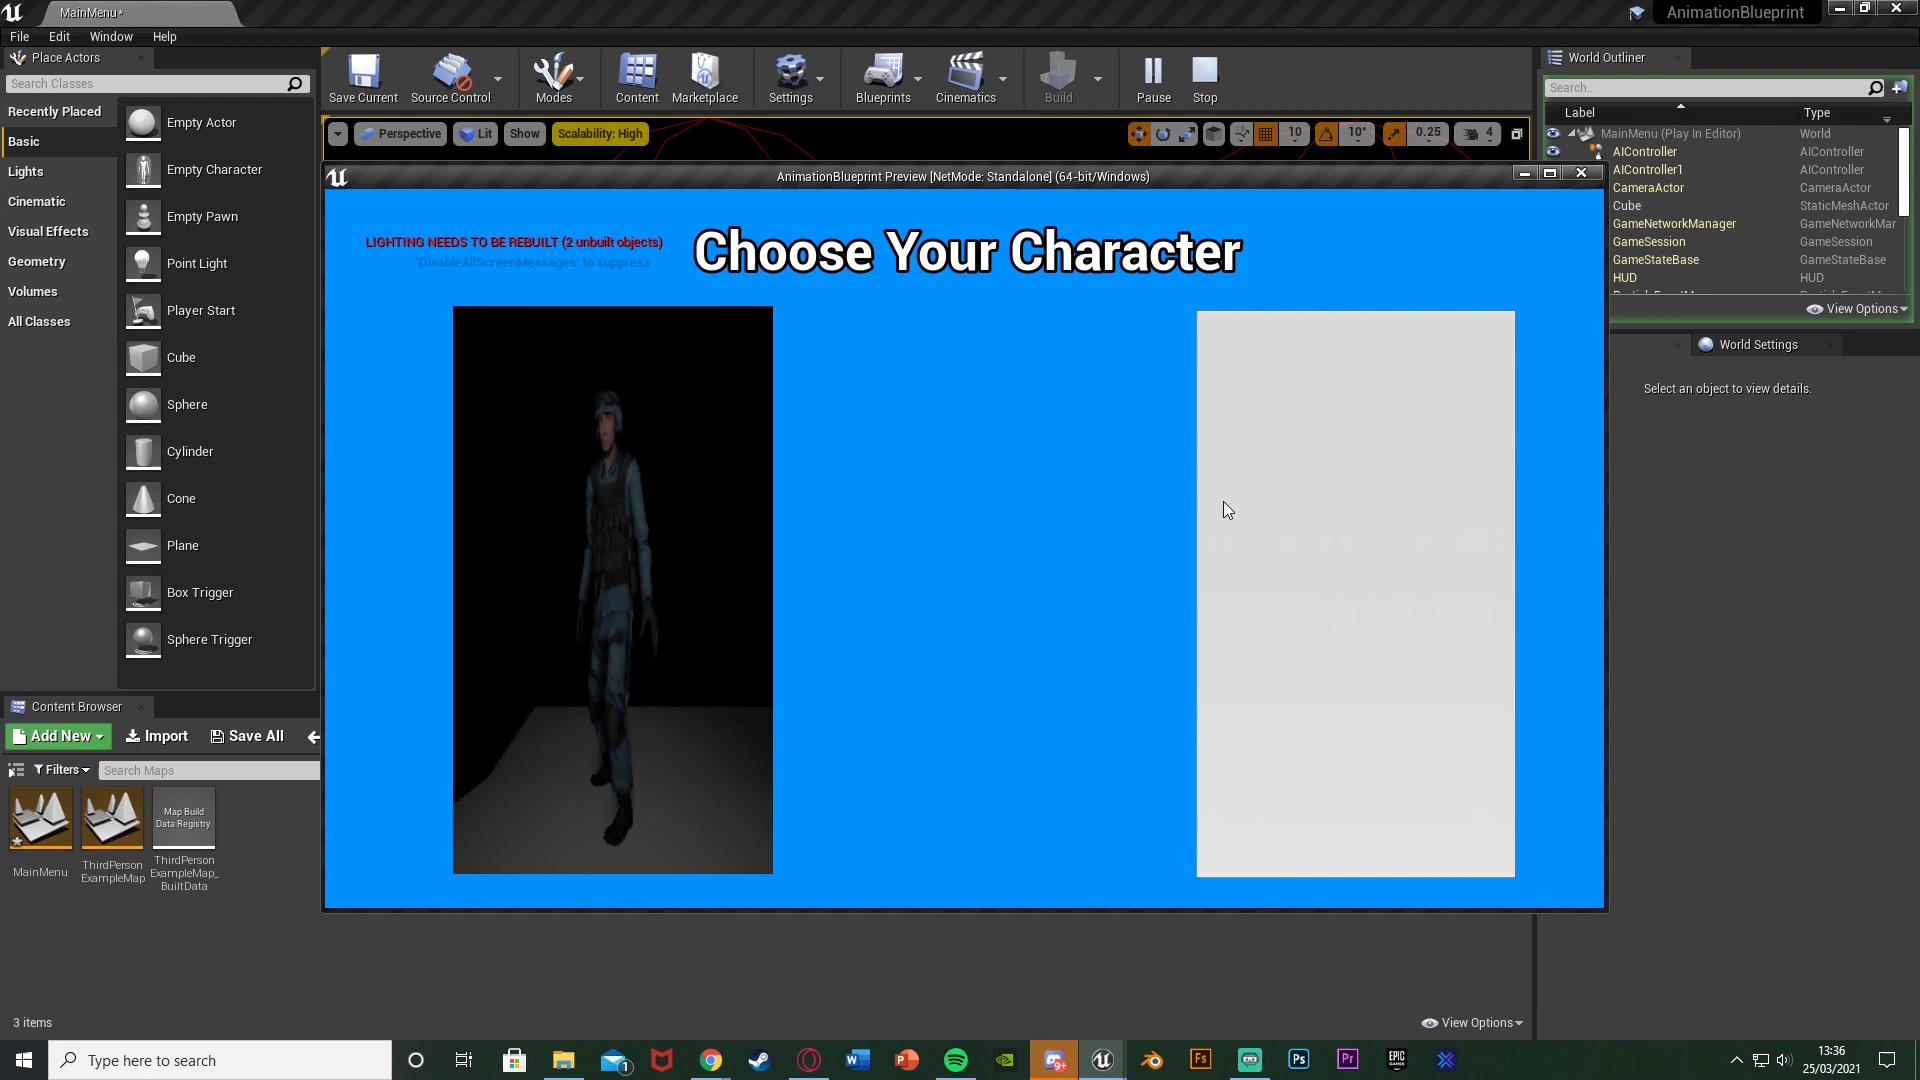 MainMenu*
AnimationBlueprint
File Edit Window Help
Place Actors
Search Classes
Recently Placed
Basic
Lights
Cinematic
Visual Effects
Geometry
Volumes
All Classes
Empty Actor
Empty Character
Empty Pawn
Point Light
Player Start
Cube
Sphere
Cylinder
Cone
Plane
Box Trigger
Sphere Trigger
Save Current
Source Control
Modes
Content
Marketplace
Settings
Blueprints
Cinematics
Build
Pause
Stop
Perspective
Lit
Show
Scalability: High
10
10°
0.25
4
AnimationBlueprint Preview [NetMode: Standalone] (64-bit/Windows)
LIGHTING NEEDS TO BE REBUILT (2 unbuilt objects)
'DisableAllScreenMessages' to suppress
Choose Your Character
World Outliner
Search...
Label Type
MainMenu (Play In Editor) World
AIController AIController
AIController1 AIController
CameraActor CameraActor
Cube StaticMeshActor
GameNetworkManager GameNetworkMar
GameSession GameSession
GameStateBase GameStateBase
HUD HUD
View Options
World Settings
Select an object to view details.
Content Browser
Add New
Import
Save All
Filters
Search Maps
Map Build
Data Registry
MainMenu
ThirdPerson
ExampleMap
ThirdPerson
ExampleMap_
BuiltData
3 items
View Options
Type here to search
1
W
P
9+
Fs
Ps
Pr
EPIC
GAMES
13:36
25/03/2021